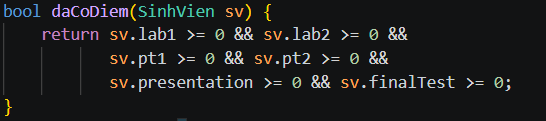 bool daCoDiem(SinhVien sv) {
    return sv.lab1 >= 0 && sv.lab2 >= 0 &&
           sv.pt1 >= 0 && sv.pt2 >= 0 &&
           sv.presentation >= 0 && sv.finalTest >= 0;
}